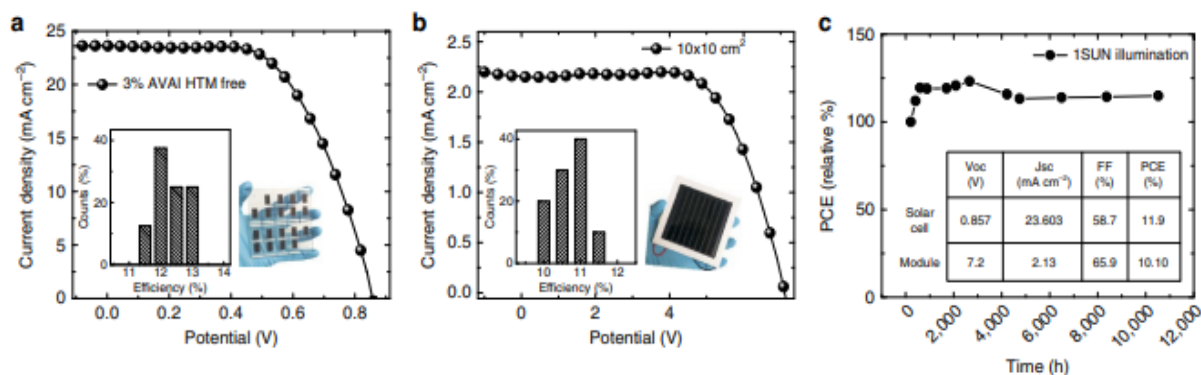 a
25
20
15
10
5
0
Current density (mA cm⁻²)
3% AVAI HTM free
40
20
0
Counts (%)
11 12 13 14
Efficiency (%)
0.0 0.2 0.4 0.6 0.8
Potential (V)
b
2.5
2.0
1.5
1.0
0.5
0.0
Current density (mA cm⁻²)
10x10 cm²
40
20
0
Counts (%)
10 11 12
Efficiency (%)
0 2 4 6
Potential (V)
c
150
100
50
0
PCE (relative %)
1SUN illumination
Voc (V) Jsc (mA cm⁻²) FF (%) PCE (%)
Solar cell 0.857 23.603 58.7 11.9
Module 7.2 2.13 65.9 10.10
0 2,000 4,000 6,000 8,000 10,000 12,000
Time (h)